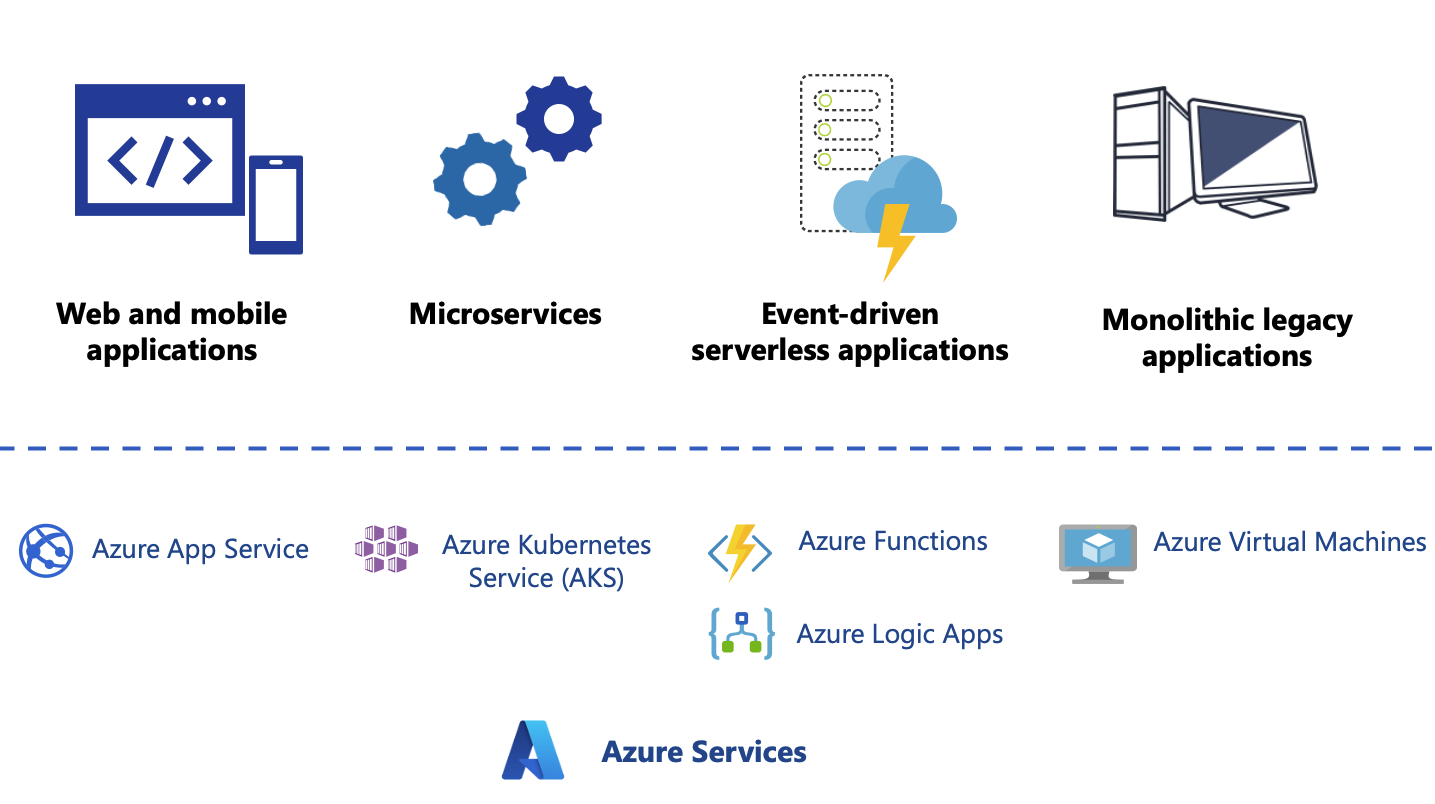 Web and mobile
applications
Microservices
Event-driven
serverless applications
Monolithic legacy
applications
Azure App Service
Azure Kubernetes
Service (AKS)
Azure Functions
Azure Logic Apps
Azure Virtual Machines
Azure Services